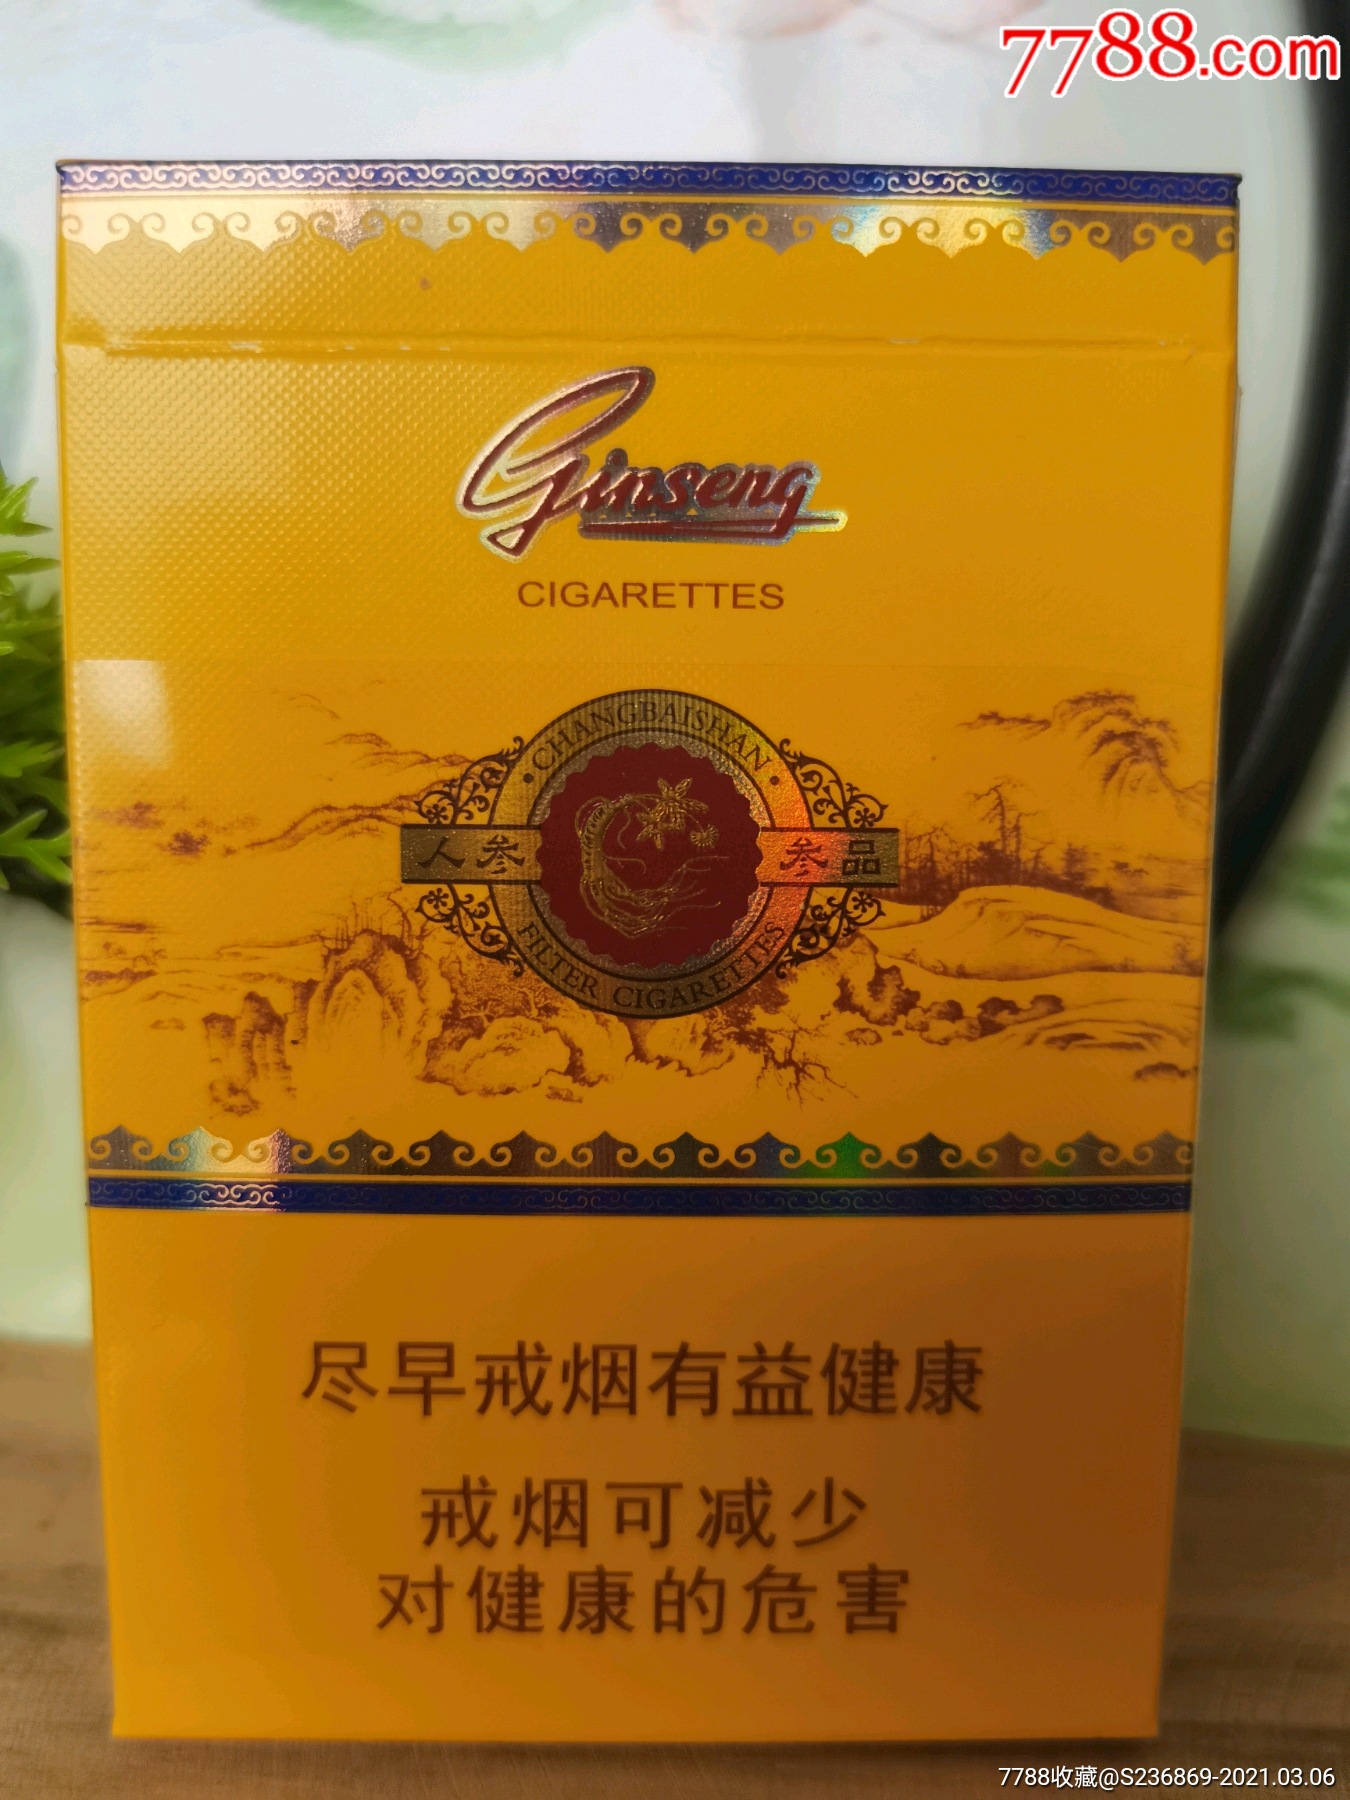 7788.com
Ginseng
CIGARETTES
CHANGBAISHAN
人参 参品
FILTER CIGARETTES
尽早戒烟有益健康
戒烟可减少
对健康的危害
7788收藏@S236869-2021.03.06